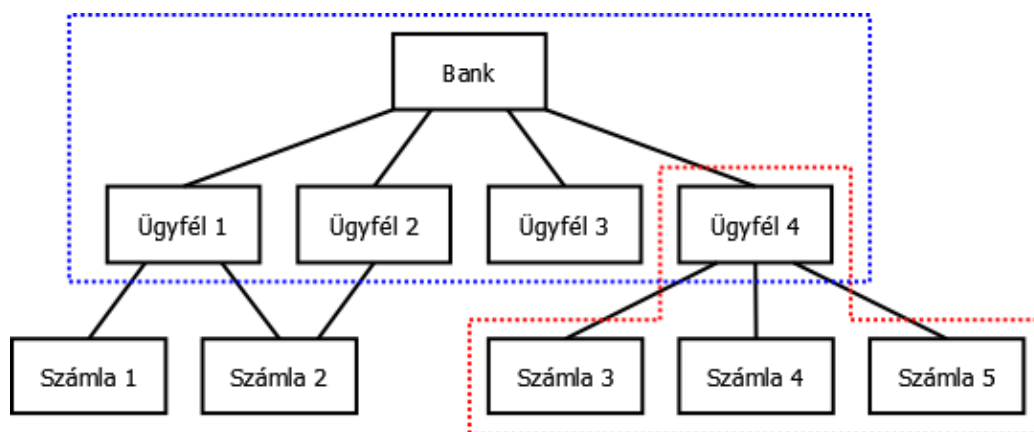 Bank
Ügyfél 1
Ügyfél 2
Ügyfél 3
Ügyfél 4
Számla 1
Számla 2
Számla 3
Számla 4
Számla 5